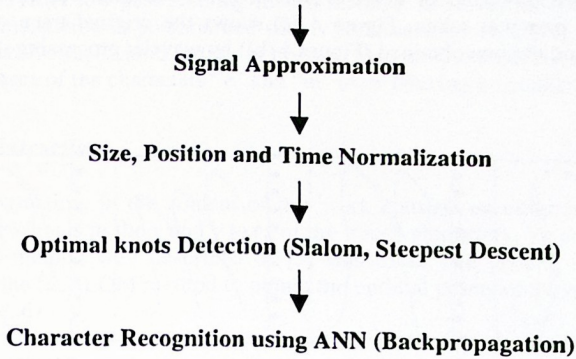 Signal Approximation
Size, Position and Time Normalization
Optimal knots Detection (Slalom, Steepest Descent)
Character Recognition using ANN (Backpropagation)